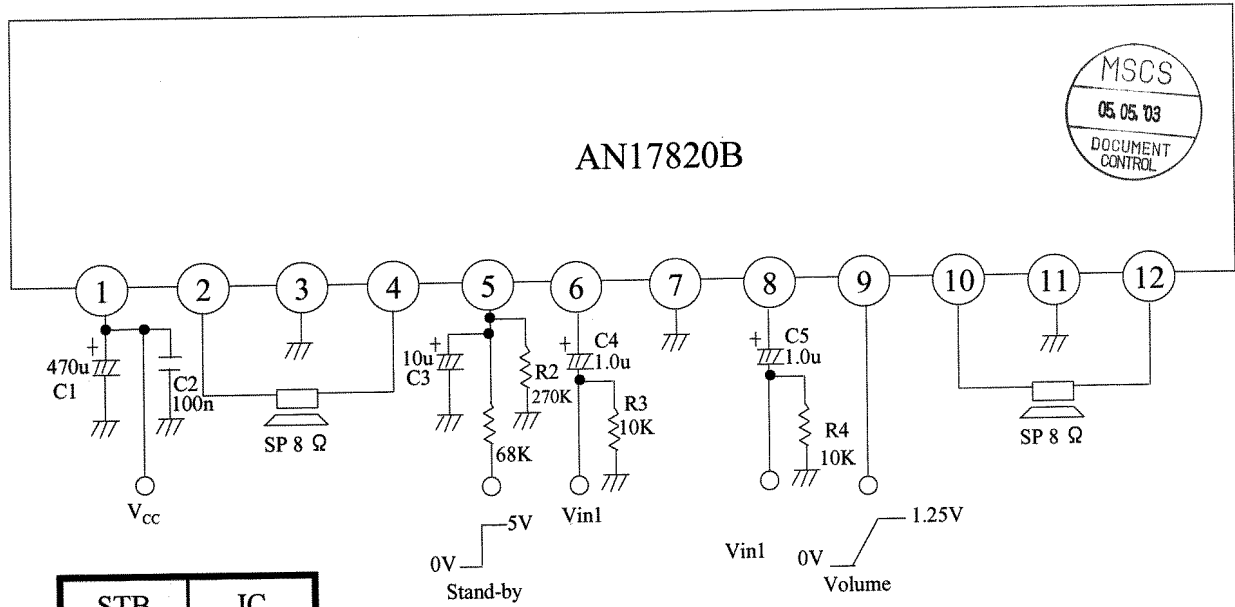 MSCS
05.05.'03
DOCUMENT
CONTROL
AN17820B
1 2 3 4 5 6 7 8 9 10 11 12
470u
C1
C2
100n
SP 8 Ω
VCC
10u
C3
R2
270K
68K
0V
5V
Stand-by
C4
1.0u
R3
10K
Vin1
C5
1.0u
R4
10K
Vin1
0V
1.25V
Volume
SP 8 Ω